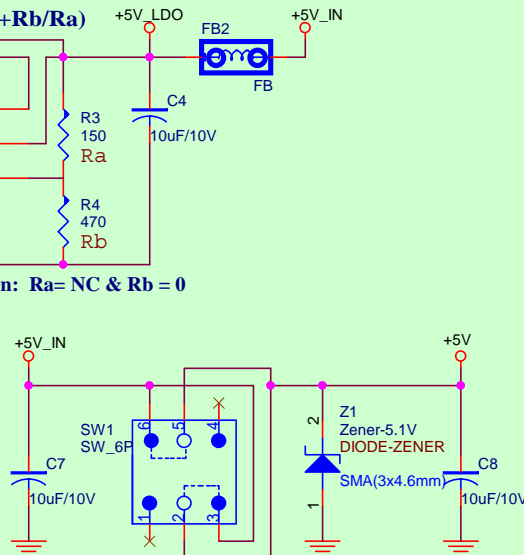 +Rb/Ra)
+5V_LDO
FB2
+5V_IN
FB
R3
150
Ra
C4
10uF/10V
R4
470
Rb
n: Ra= NC & Rb = 0
+5V_IN
+5V
SW1
SW_6P
6
5
4
2
Z1
Zener-5.1V
DIODE-ZENER
SMA(3x4.6mm)
C7
10uF/10V
C8
10uF/10V
1
2
3
1